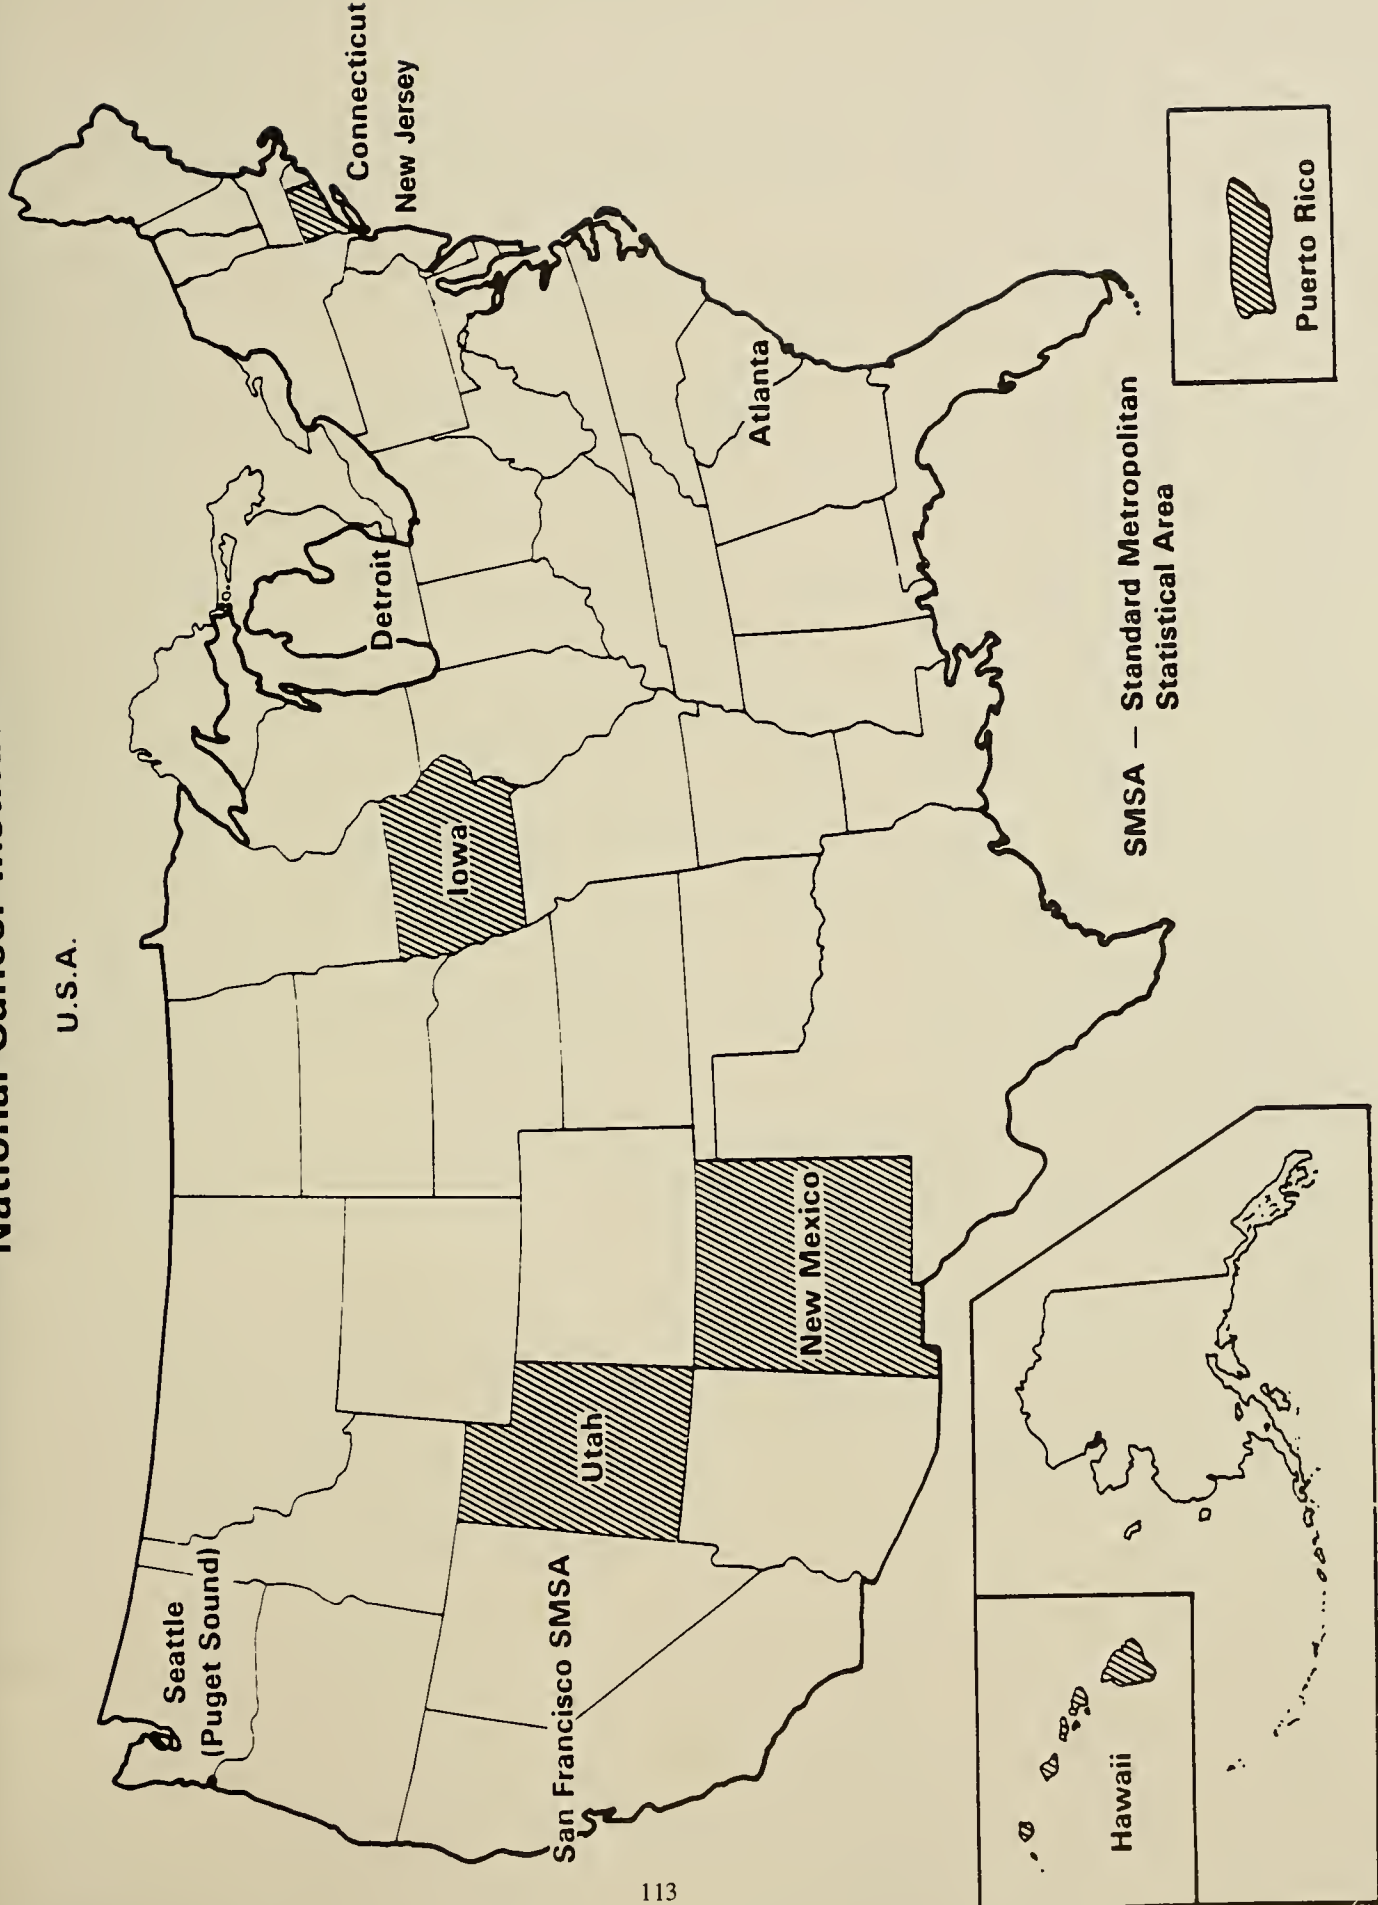 National Cancer
U.S.A.
Seattle
(Puget Sound)
San Francisco SMSA
Utah
New Mexico
Iowa
Detroit
Atlanta
Connecticut
New Jersey
SMSA – Standard Metropolitan
Statistical Area
Hawaii
Puerto Rico
113